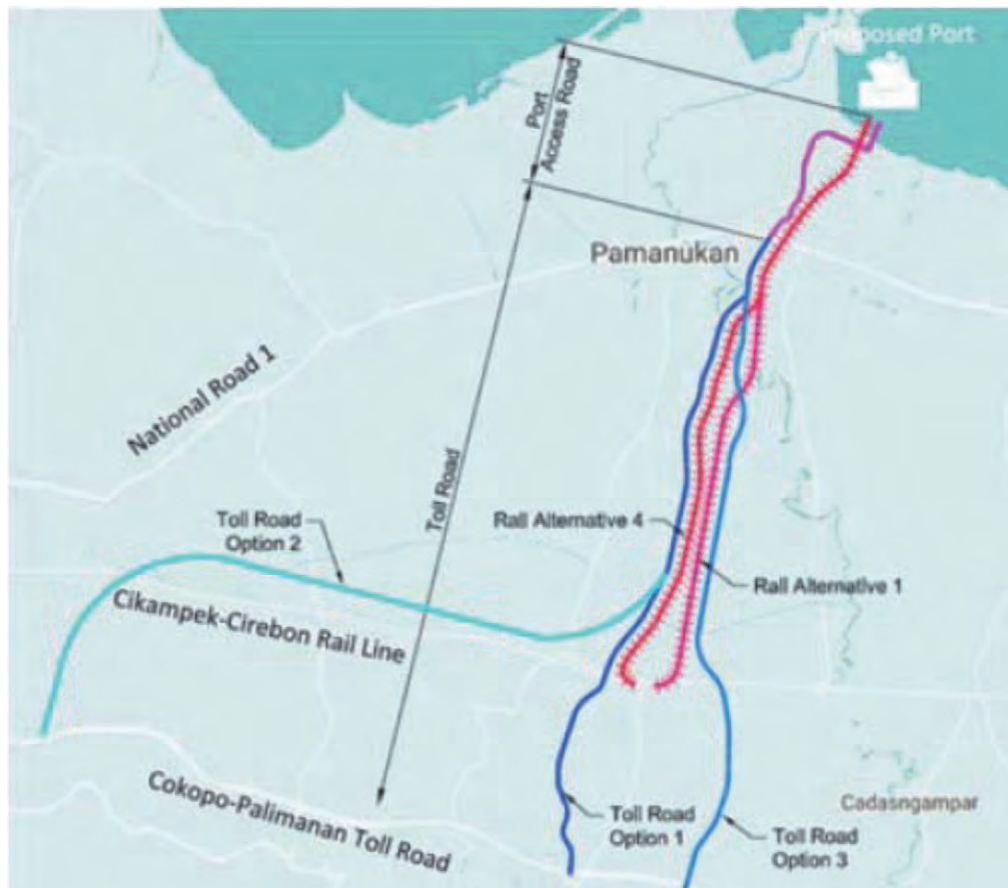 Proposed Port
Port
Access Road
Pamanukan
National Road 1
Toll Road
Toll Road
Option 2
Rail Alternative 4
Rail Alternative 1
Cikampek-Cirebon Rail Line
Cokopo-Palimanan Toll Road
Toll Road
Option 1
Toll Road
Option 3
Cadasngampar